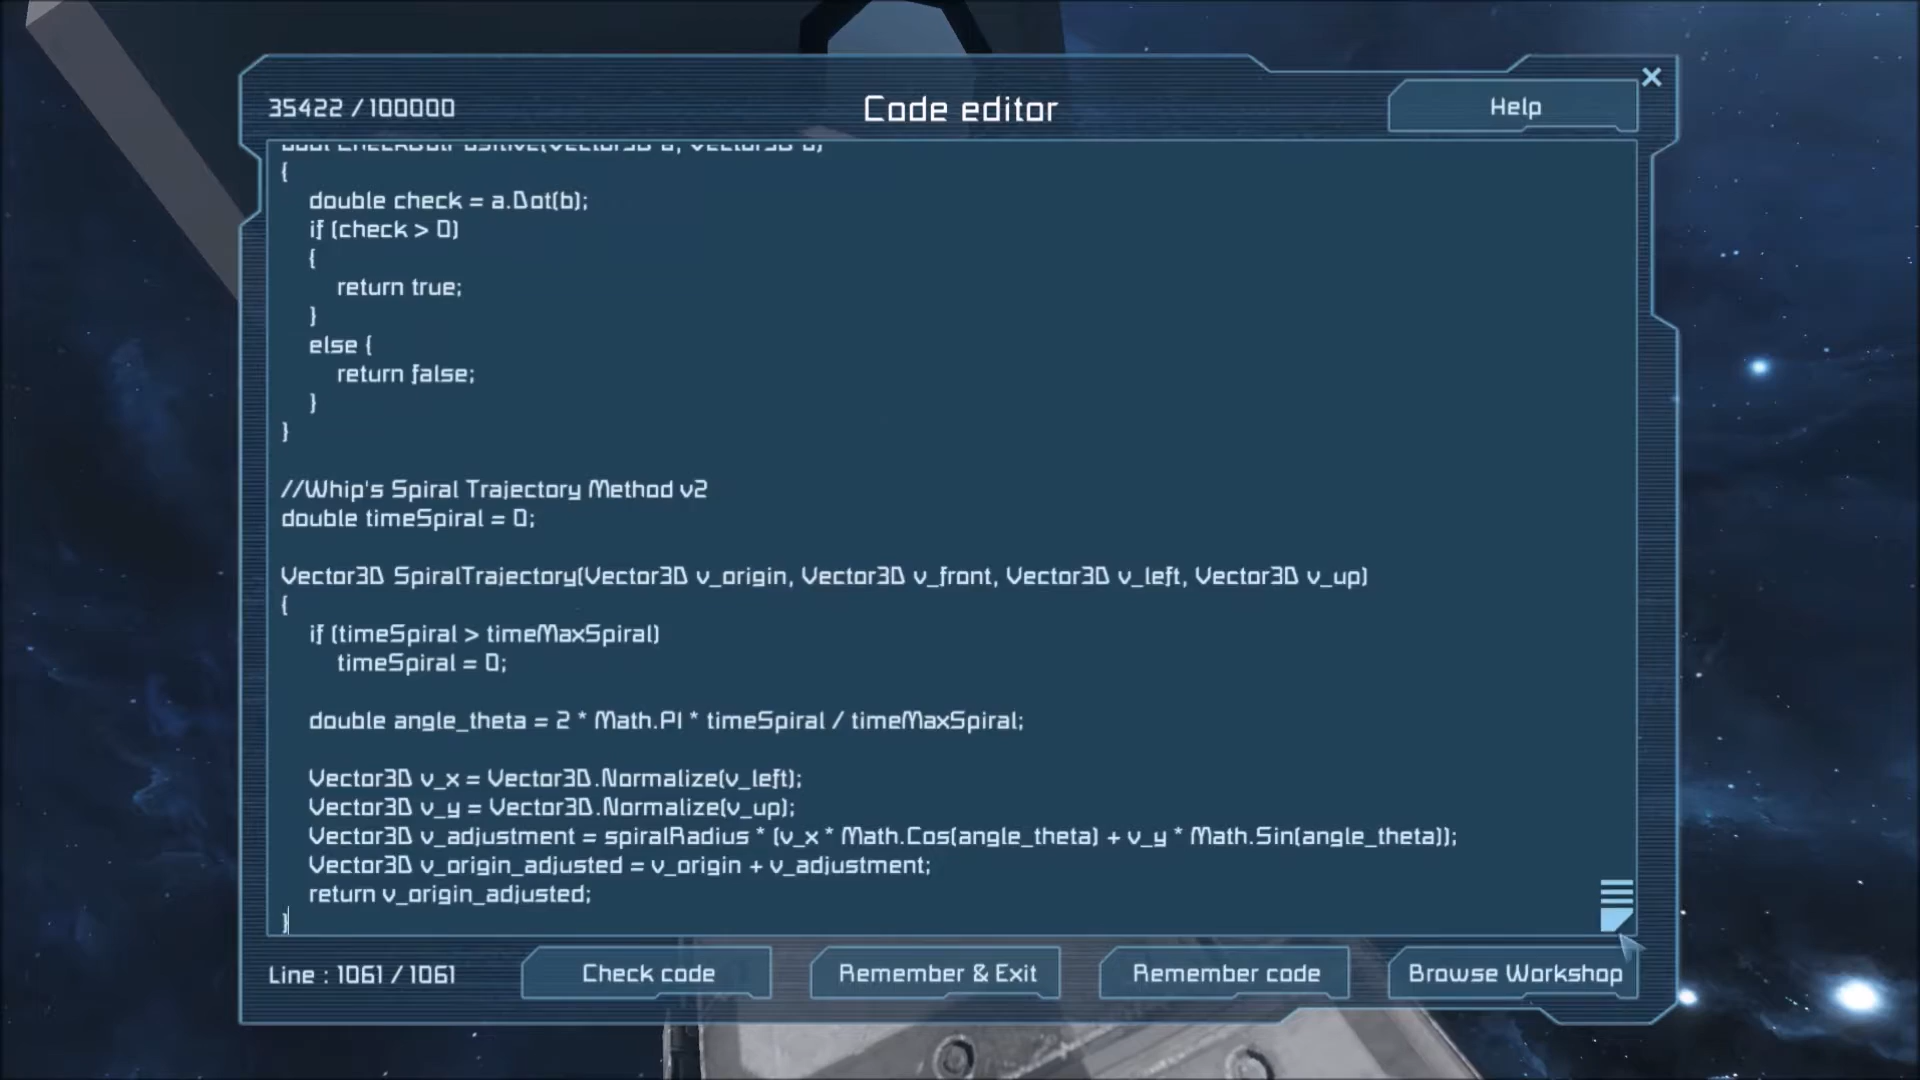 35422 / 100000
Code editor
Help
bool CheckDotPositive(Vector3D a, Vector3D b)
{
double check = a.Dot(b);
if (check > 0)
{
return true;
}
else {
return false;
}
}
//Whip's Spiral Trajectory Method v2
double timeSpiral = 0;
Vector3D SpiralTrajectory(Vector3D v_origin, Vector3D v_front, Vector3D v_left, Vector3D v_up)
{
if (timeSpiral > timeMaxSpiral)
timeSpiral = 0;
double angle_theta = 2 * Math.PI * timeSpiral / timeMaxSpiral;
Vector3D v_x = Vector3D.Normalize(v_left);
Vector3D v_y = Vector3D.Normalize(v_up);
Vector3D v_adjustment = spiralRadius * (v_x * Math.Cos(angle_theta) + v_y * Math.Sin(angle_theta));
Vector3D v_origin_adjusted = v_origin + v_adjustment;
return v_origin_adjusted;
}
Line : 1061 / 1061
Check code
Remember & Exit
Remember code
Browse Workshop